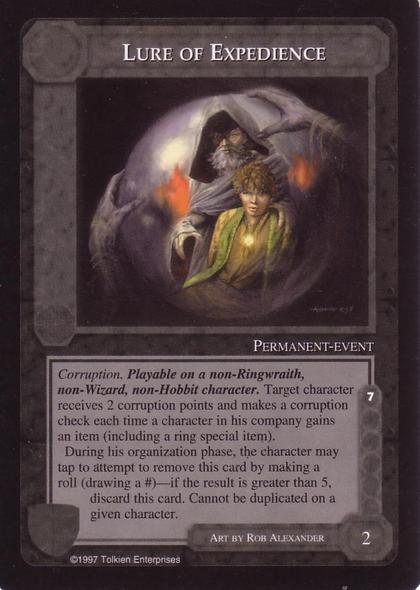 LURE OF EXPEDIENCE
PERMANENT-EVENT
Corruption. Playable on a non-Ringwraith,
non-Wizard, non-Hobbit character. Target character
receives 2 corruption points and makes a corruption
check each time a character in his company gains
an item (including a ring special item).
During his organization phase, the character may
tap to attempt to remove this card by making a
roll (drawing a #)—if the result is greater than 5,
discard this card. Cannot be duplicated on a
given character.
7
ART BY ROB ALEXANDER
2
©1997 Tolkien Enterprises